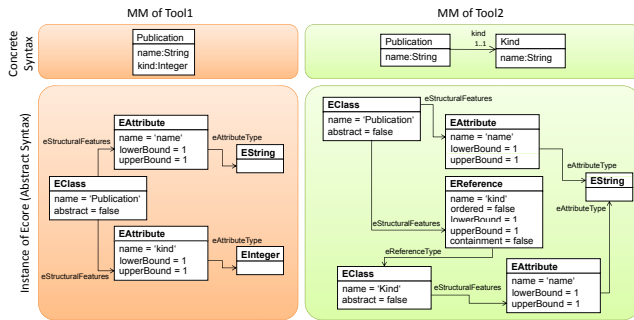 MM of Tool1
MM of Tool2
Concrete
Syntax
Publication
name:String
kind:Integer
Publication
name:String
kind
1..1
Kind
name:String
Instance of Ecore (Abstract Syntax)
EAttribute
name = 'name'
lowerBound = 1
upperBound = 1
eStructuralFeatures
eAttributeType
EString
EClass
name = 'Publication'
abstract = false
EAttribute
name = 'kind'
lowerBound = 1
upperBound = 1
eStructuralFeatures
eAttributeType
EInteger
EClass
name = 'Publication'
abstract = false
eStructuralFeatures
EAttribute
name = 'name'
lowerBound = 1
upperBound = 1
eAttributeType
EString
eAttributeType
EReference
name = 'kind'
ordered = false
lowerBound = 1
upperBound = 1
containment = false
eStructuralFeatures
eReferenceType
EClass
name = 'Kind'
abstract = false
eStructuralFeatures
EAttribute
name = 'name'
lowerBound = 1
upperBound = 1